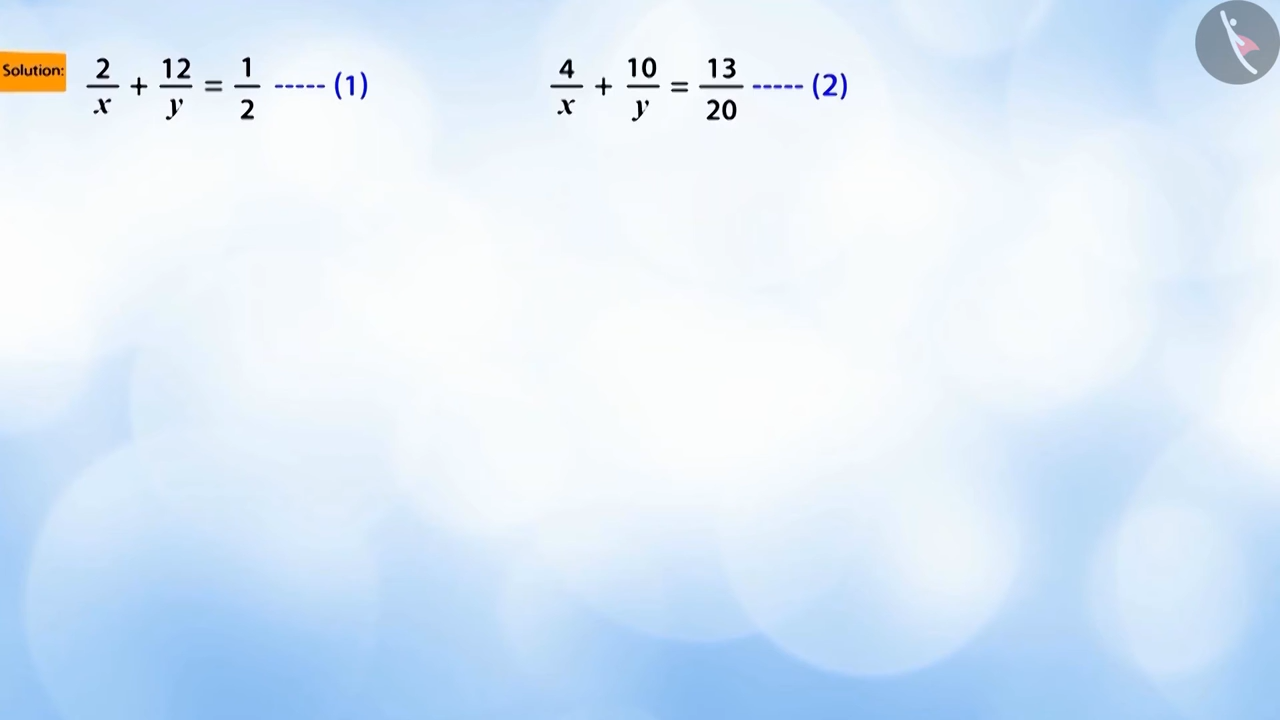 Solution: 2/x + 12/y = 1/2 ----- (1) 4/x + 10/y = 13/20 ----- (2)